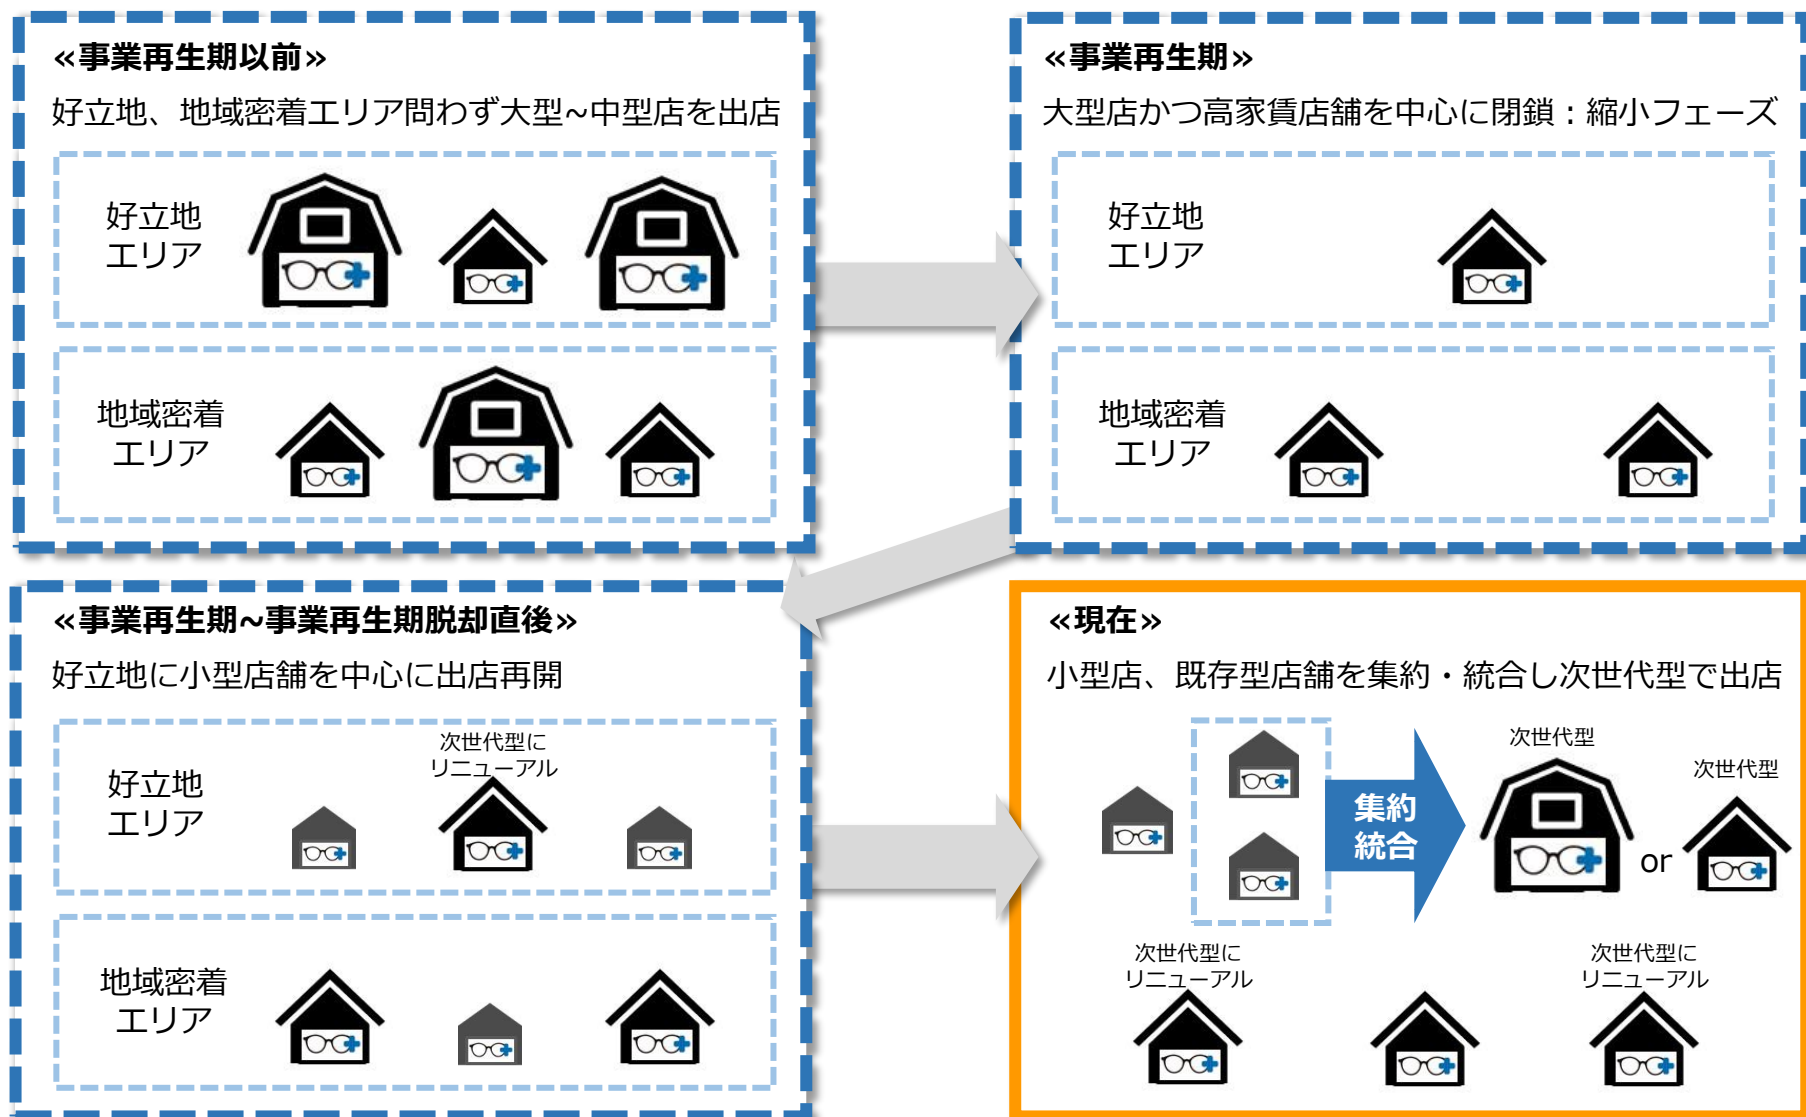 «事業再生期以前»
好立地、地域密着エリア問わず大型~中型店を出店
好立地
エリア
地域密着
エリア
«事業再生期»
大型店かつ高家賃店舗を中心に閉鎖：縮小フェーズ
好立地
エリア
地域密着
エリア
«事業再生期~事業再生期脱却直後»
好立地に小型店舗を中心に出店再開
好立地
エリア
次世代型に
リニューアル
地域密着
エリア
«現在»
小型店、既存型店舗を集約・統合し次世代型で出店
集約
統合
次世代型
or
次世代型
次世代型に
リニューアル
次世代型に
リニューアル